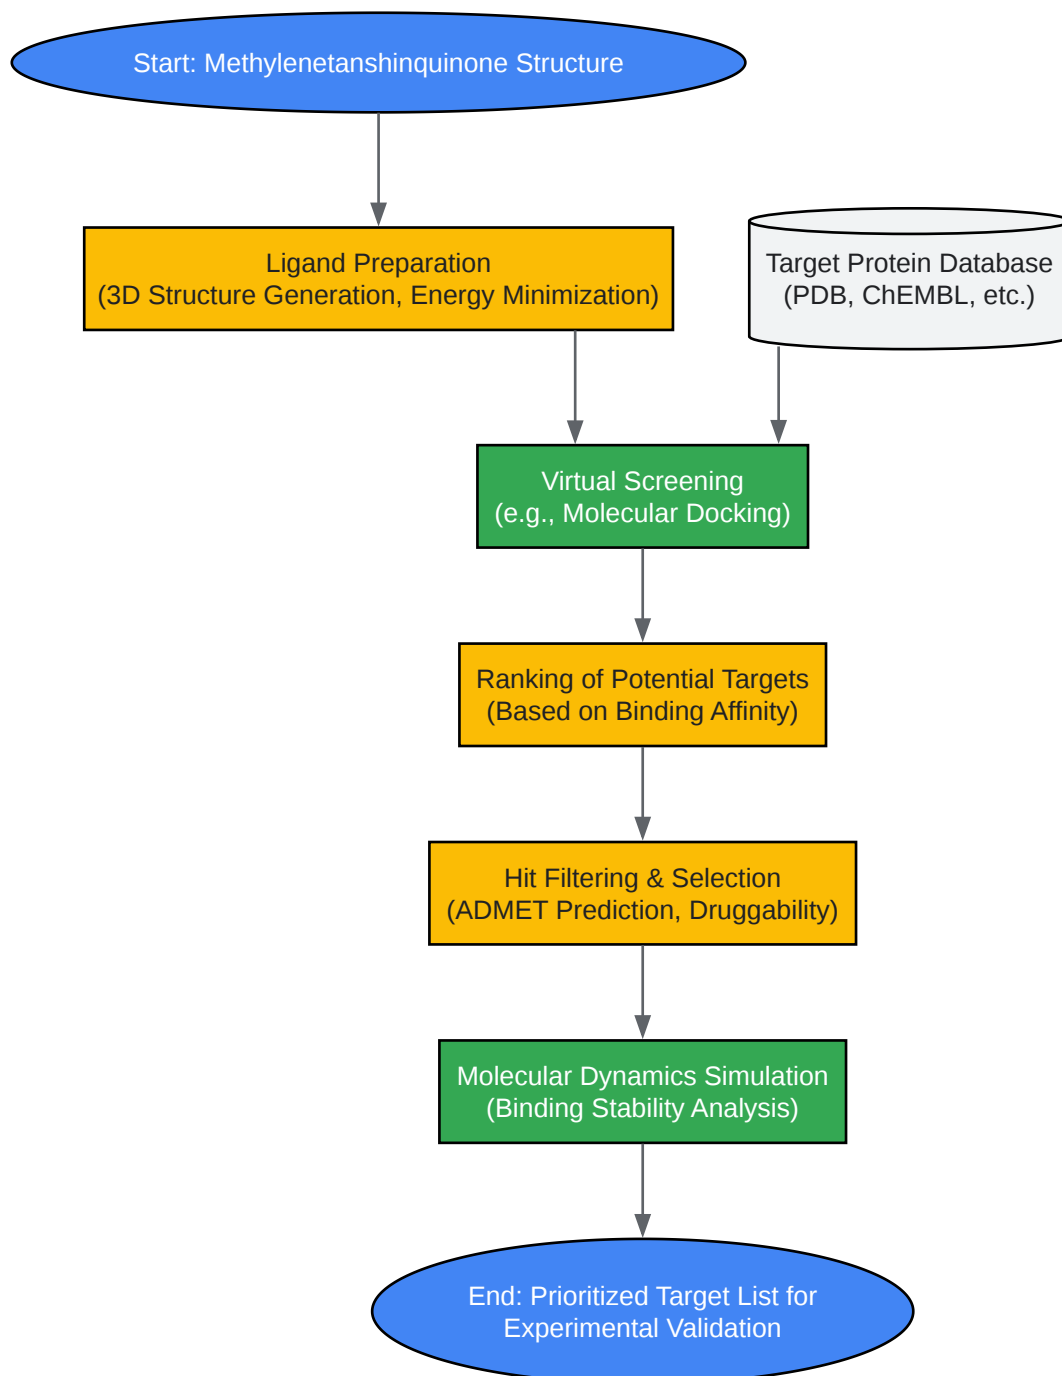 Start: Methylenetanshinquinone Structure
Ligand Preparation
(3D Structure Generation, Energy Minimization)
Target Protein Database
(PDB, ChEMBL, etc.)
Virtual Screening
(e.g., Molecular Docking)
Ranking of Potential Targets
(Based on Binding Affinity)
Hit Filtering & Selection
(ADMET Prediction, Druggability)
Molecular Dynamics Simulation
(Binding Stability Analysis)
End: Prioritized Target List for
Experimental Validation